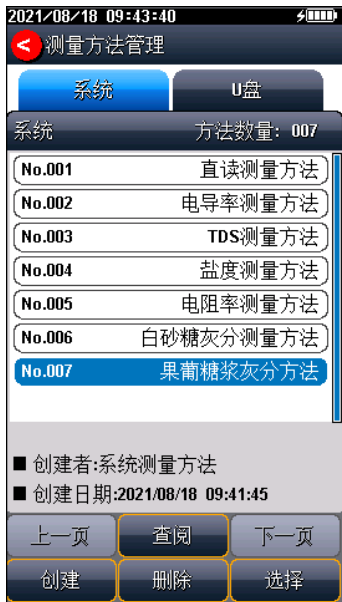 2021/08/18 09:43:40
测量方法管理
系统 U盘
系统 方法数量: 007
No.001 直读测量方法
No.002 电导率测量方法
No.003 TDS测量方法
No.004 盐度测量方法
No.005 电阻率测量方法
No.006 白砂糖灰分测量方法
No.007 果葡糖浆灰分方法
■ 创建者:系统测量方法
■ 创建日期:2021/08/18 09:41:45
上一页 查阅 下一页
创建 删除 选择